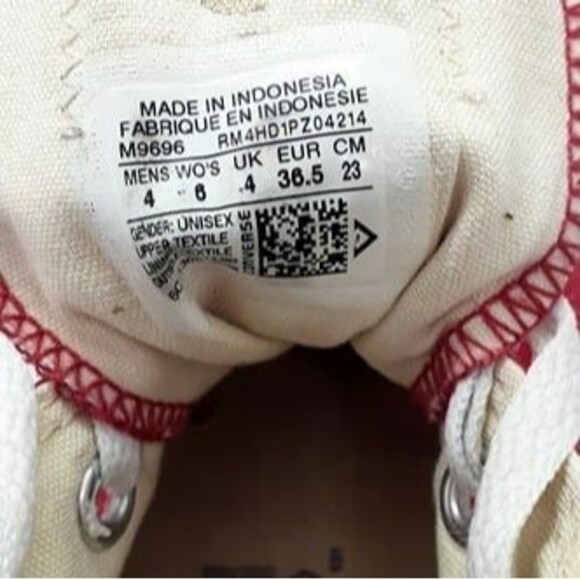 MADE IN INDONESIA
FABRIQUE EN INDONESIE
M9696 RM4HD1PZ04214
MENS WO'S UK EUR CM
4 6 4 36.5 23
GENDER: UNISEX
UPPER TEXTILE
TEXTILE
CONVERSE